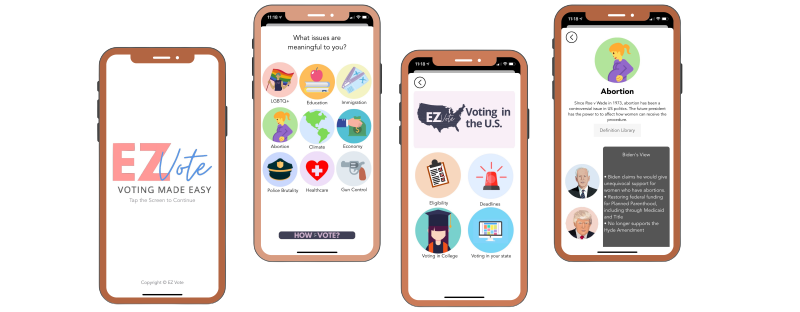 EZ Vote
VOTING MADE EASY
Tap the Screen to Continue
Copyright © EZ Vote
11:18
What issues are
meaningful to you?
LGBTQ+
Education
Immigration
Abortion
Climate
Economy
Police Brutality
Healthcare
Gun Control
HOW I VOTE?
11:18
EZ Vote
Voting in
the U.S.
Eligibility
Deadlines
Voting in College
Voting in your state
11:18
Abortion
Since Roe v Wade in 1973, abortion has been a
controversial issue in US politics. The future president
has the power to to affect how women can receive the
procedure.
Definition Library
Biden's View
• Biden claims he would give
unequivocal support for
women who have abortions.
• Restoring federal funding
for Planned Parenthood,
including through Medicaid
and Title
• No longer supports the
Hyde Amendment